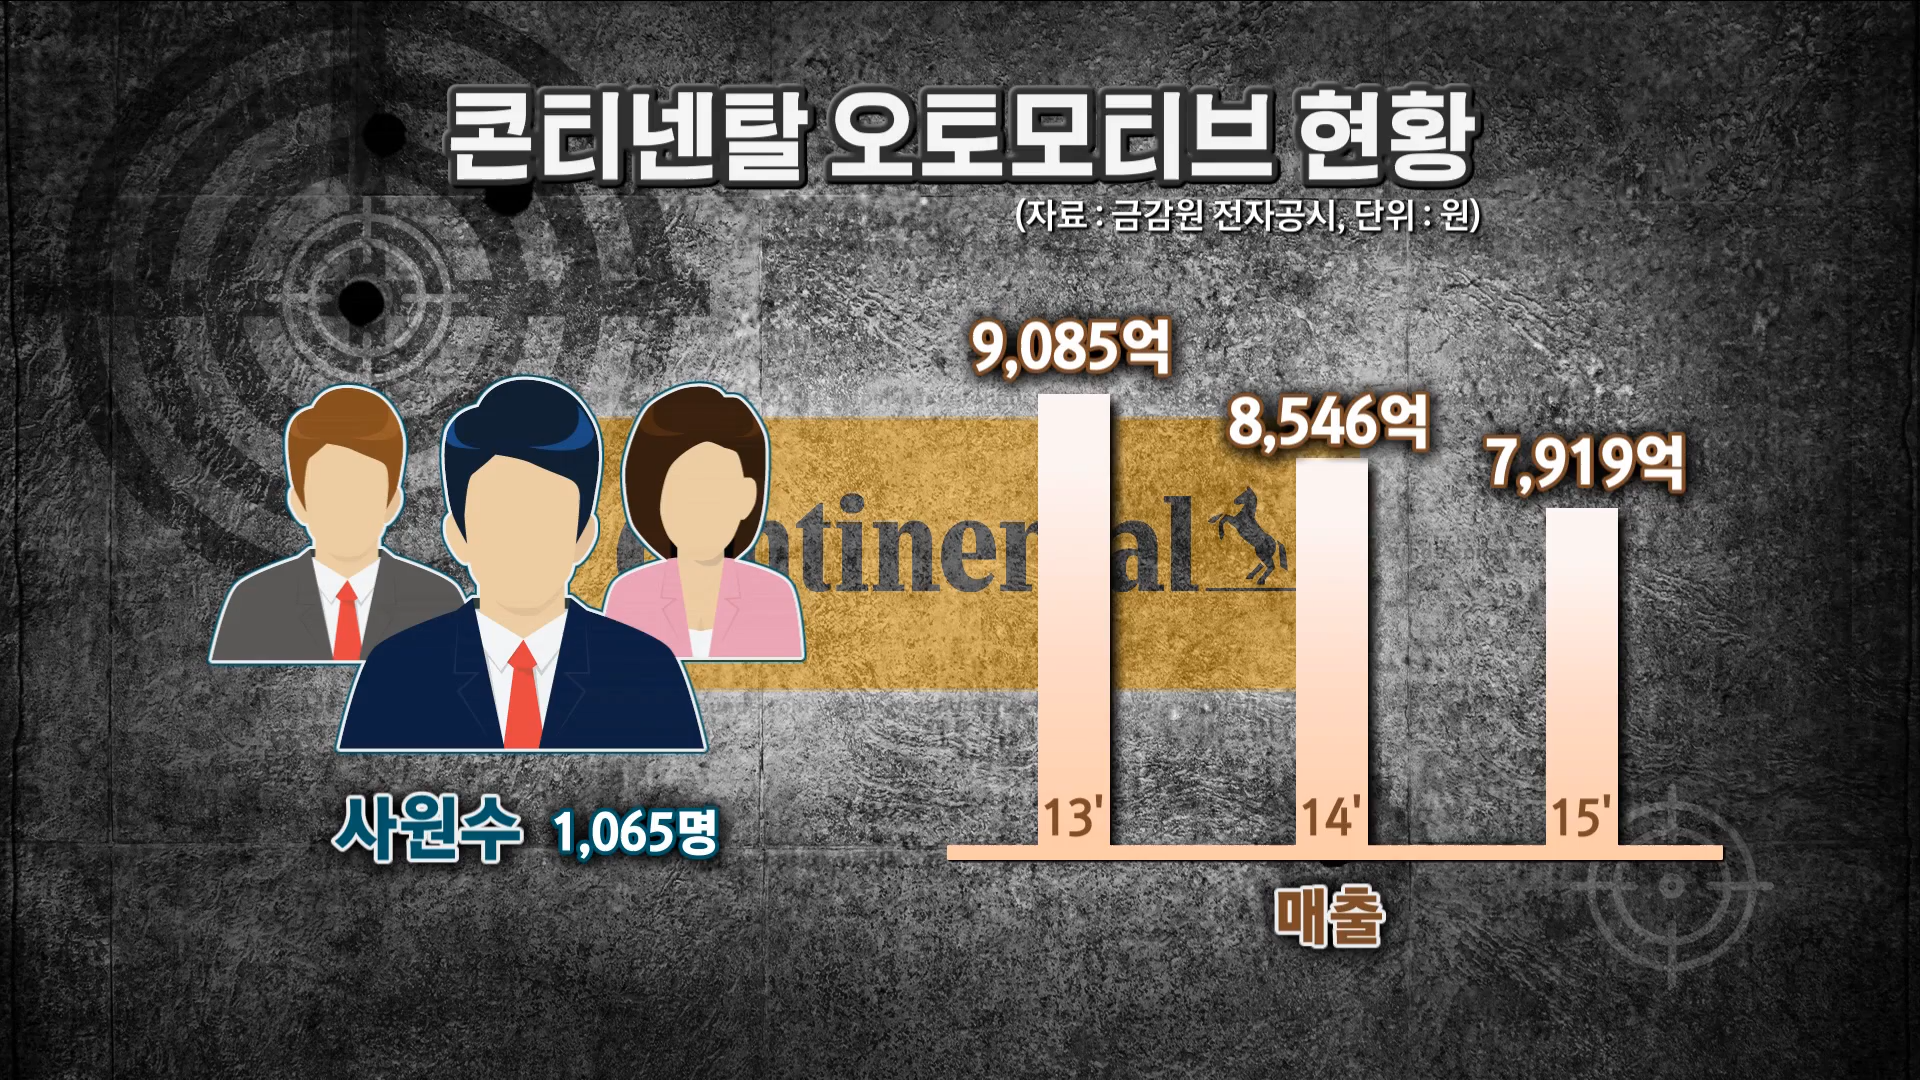 콘티넨탈 오토모티브 현황
(자료 : 금감원 전자공시, 단위 : 원)
Continental
9,085억
8,546억
7,919억
13'
14'
15'
매출
사원수 1,065명